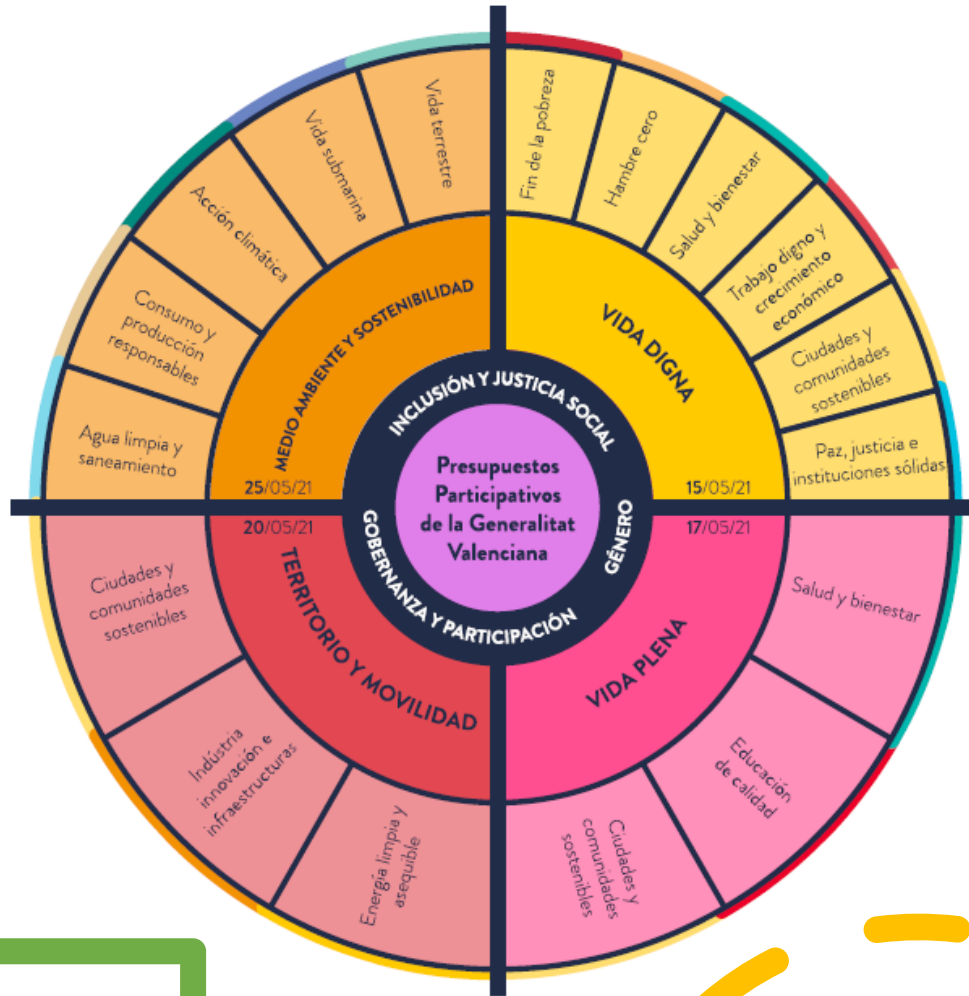 Presupuestos
Participativos
de la Generalitat
Valenciana
INCLUSIÓN Y JUSTICIA SOCIAL
GÉNERO
GOBERNANZA Y PARTICIPACIÓN
VIDA DIGNA
15/05/21
Fin de la pobreza
Hambre cero
Salud y bienestar
Trabajo digno y
crecimiento
económico
Ciudades y
comunidades
sostenibles
Paz, justicia e
instituciones sólidas
VIDA PLENA
17/05/21
Salud y bienestar
Educación
de calidad
Ciudades y
comunidades
sostenibles
TERRITORIO Y MOVILIDAD
20/05/21
Energía limpia y
asequible
Indústria
innovación e
infraestructuras
Ciudades y
comunidades
sostenibles
MEDIO AMBIENTE Y SOSTENIBILIDAD
25/05/21
Agua limpia y
saneamiento
Consumo y
producción
responsables
Acción climática
Vida submarina
Vida terrestre